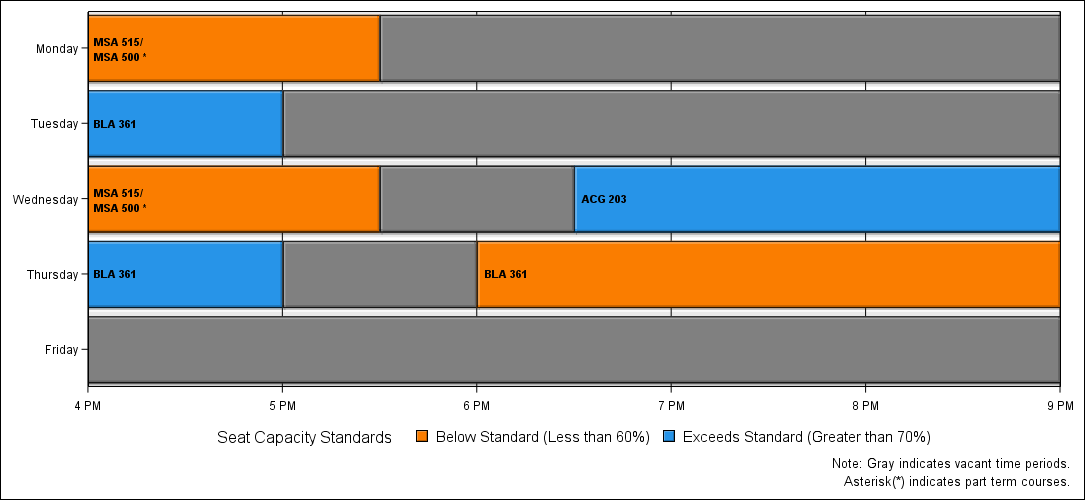 Monday
MSA 515/
MSA 500 *
Tuesday
BLA 361
Wednesday
MSA 515/
MSA 500 *
ACG 203
Thursday
BLA 361
BLA 361
Friday
4 PM 5 PM 6 PM 7 PM 8 PM 9 PM
Seat Capacity Standards Below Standard (Less than 60%) Exceeds Standard (Greater than 70%)
Note: Gray indicates vacant time periods.
Asterisk(*) indicates part term courses.